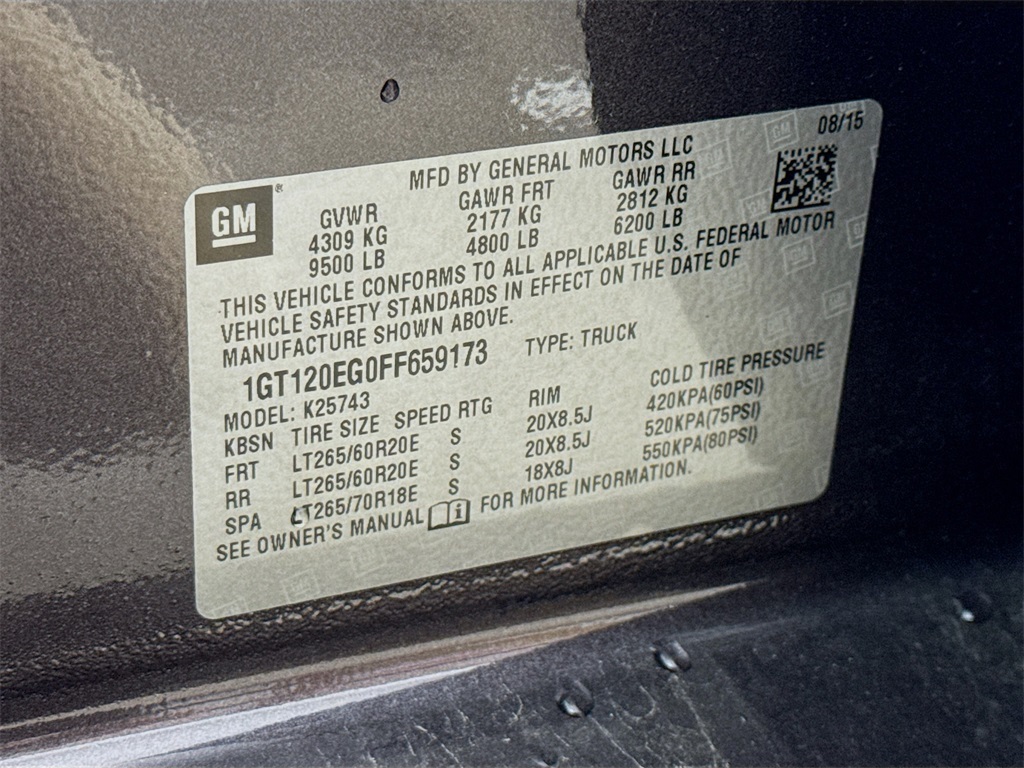 08/15
MFD BY GENERAL MOTORS LLC
GM®
GVWR GAWR FRT GAWR RR
4309 KG 2177 KG 2812 KG
9500 LB 4800 LB 6200 LB
THIS VEHICLE CONFORMS TO ALL APPLICABLE U.S. FEDERAL MOTOR
VEHICLE SAFETY STANDARDS IN EFFECT ON THE DATE OF
MANUFACTURE SHOWN ABOVE.
1GT120EG0FF659173 TYPE: TRUCK
MODEL: K25743
KBSN TIRE SIZE SPEED RTG RIM COLD TIRE PRESSURE
FRT LT265/60R20E S 20X8.5J 420KPA(60PSI)
RR LT265/60R20E S 20X8.5J 520KPA(75PSI)
SPA LT265/70R18E S 18X8J 550KPA(80PSI)
SEE OWNER'S MANUAL i FOR MORE INFORMATION.